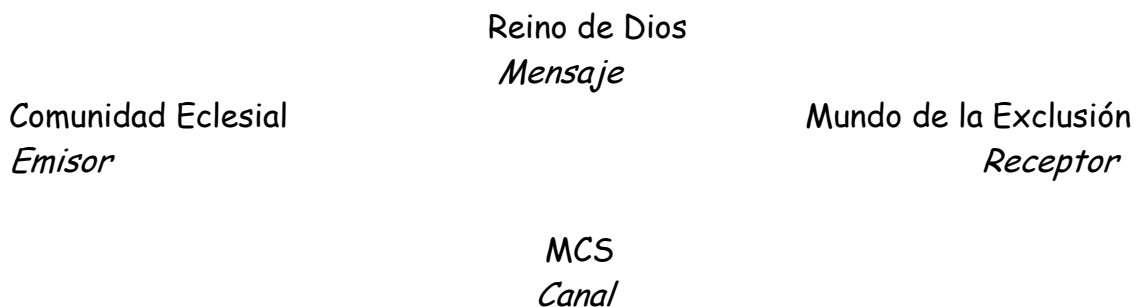 Reino de Dios
Mensaje
Comunidad Eclesial Mundo de la Exclusión
Emisor Receptor
MCS
Canal